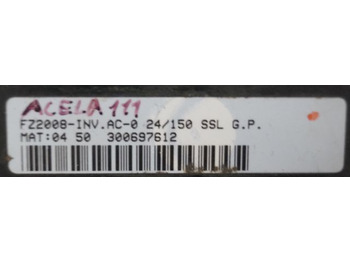 ACELA 111
FZ2008-INV.AC-0 24/150 SSL G.P.
MAT:04 50 300697612